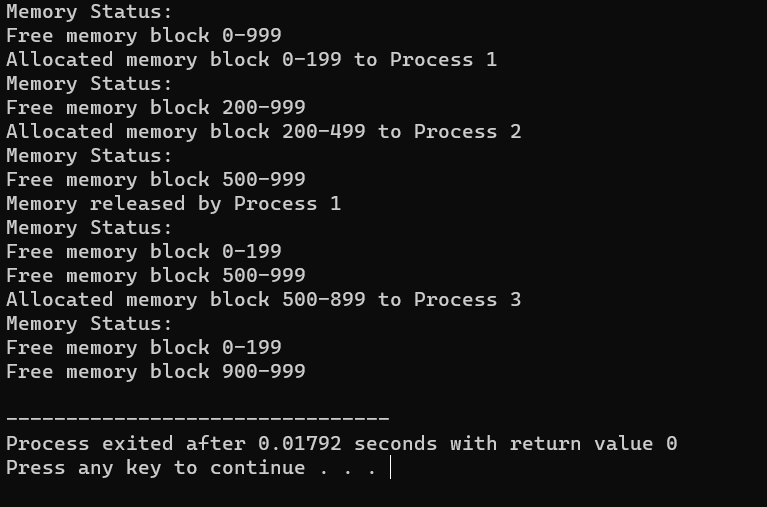 Memory Status:
Free memory block 0-999
Allocated memory block 0-199 to Process 1
Memory Status:
Free memory block 200-999
Allocated memory block 200-499 to Process 2
Memory Status:
Free memory block 500-999
Memory released by Process 1
Memory Status:
Free memory block 0-199
Free memory block 500-999
Allocated memory block 500-899 to Process 3
Memory Status:
Free memory block 0-199
Free memory block 900-999
--------------------------------
Process exited after 0.01792 seconds with return value 0
Press any key to continue . . .